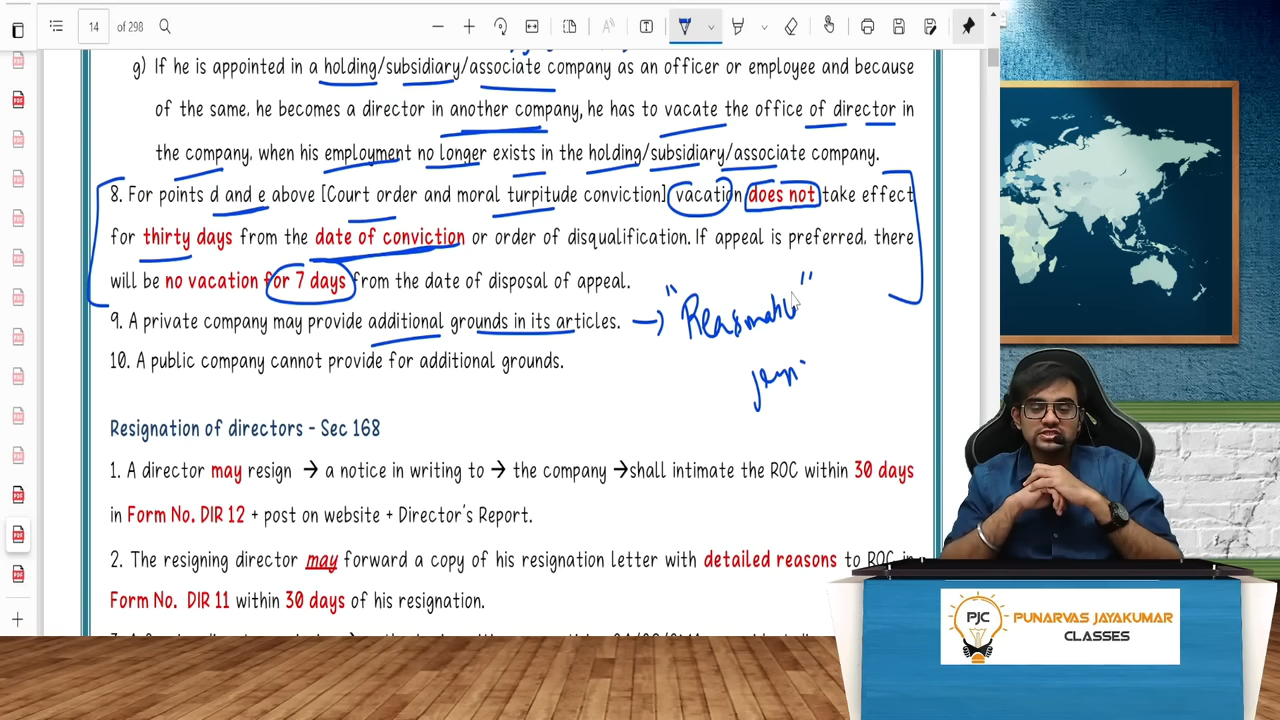 14 of 298
g) If he is appointed in a holding/subsidiary/associate company as an officer or employee and because
of the same, he becomes a director in another company, he has to vacate the office of director in
the company, when his employment no longer exists in the holding/subsidiary/associate company.
8. For points d and e above [Court order and moral turpitude conviction] vacation does not take effect
for thirty days from the date of conviction or order of disqualification. If appeal is preferred, there
will be no vacation for 7 days from the date of disposal of appeal.
9. A private company may provide additional grounds in its articles. → "Reasonable"
10. A public company cannot provide for additional grounds.
Resignation of directors - Sec 168
1. A director may resign → a notice in writing to → the company →shall intimate the ROC within 30 days
in Form No. DIR 12 + post on website + Director's Report.
2. The resigning director may forward a copy of his resignation letter with detailed reasons to ROC in
Form No. DIR 11 within 30 days of his resignation.
PJC
PUNARVAS JAYAKUMAR
CLASSES